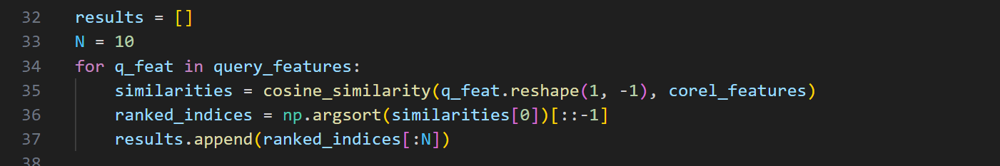 32 results = []
33 N = 10
34 for q_feat in query_features:
35     similarities = cosine_similarity(q_feat.reshape(1, -1), corel_features)
36     ranked_indices = np.argsort(similarities[0])[::-1]
37     results.append(ranked_indices[:N])
38